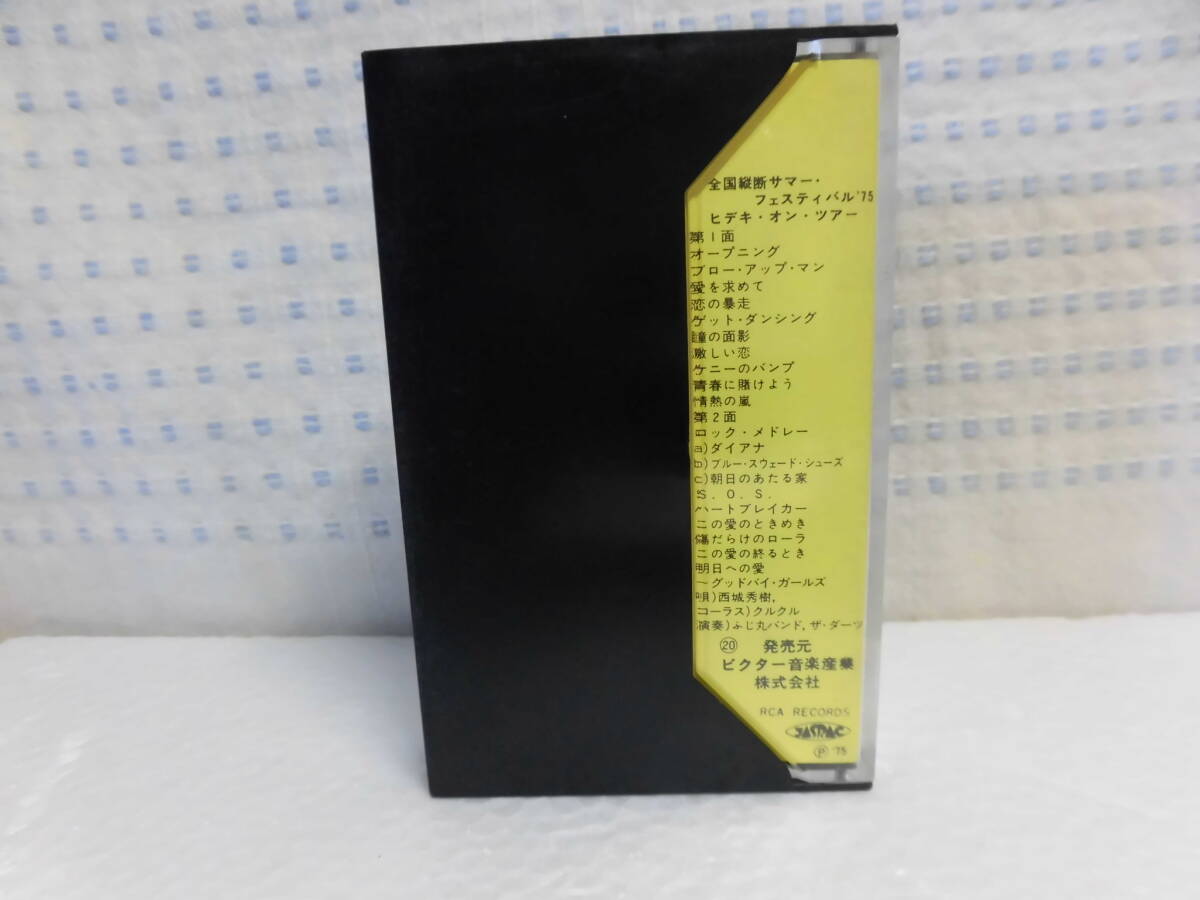 全国縦断サマー・
フェスティバル'75
ヒデキ・オン・ツアー
第1面
オープニング
ブロー・アップ・マン
愛を求めて
恋の暴走
ゲット・ダンシング
瞳の面影
激しい恋
ケニーのバンプ
青春に賭けよう
情熱の嵐
第2面
ロック・メドレー
a)ダイアナ
b)ブルー・スウェード・シューズ
c)朝日のあたる家
S.O.S.
ハートブレイカー
この愛のときめき
傷だらけのローラ
この愛の終るとき
明日への愛
～グッドバイ・ガールズ
唄)西城秀樹,
コーラス)クルクル
演奏)ふじ丸バンド,ザ・ダーツ
⑳ 発売元
ビクター音楽産業
株式会社
RCA RECORDS
JASRAC
Ⓟ '75